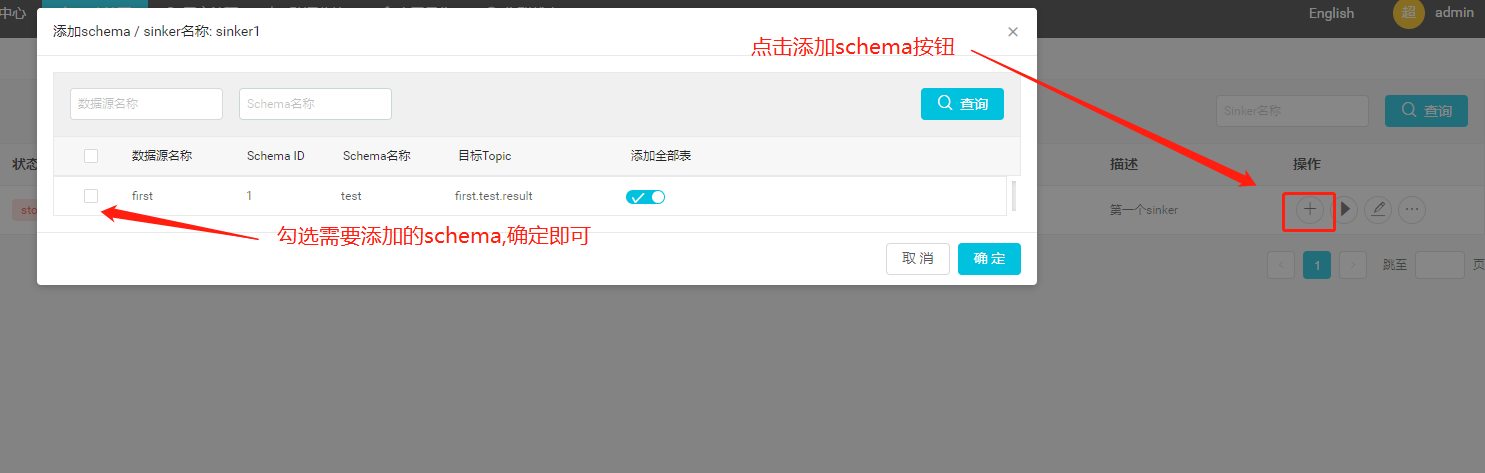 中心
English
超
admin
添加schema / sinker名称: sinker1
点击添加schema按钮
数据源名称
Schema名称
查询
Sinker名称
查询
数据源名称
Schema ID
Schema名称
目标Topic
添加全部表
状态
描述
操作
first
1
test
first.test.result
sto
第一个sinker
勾选需要添加的schema,确定即可
取 消
确 定
1
跳至
页